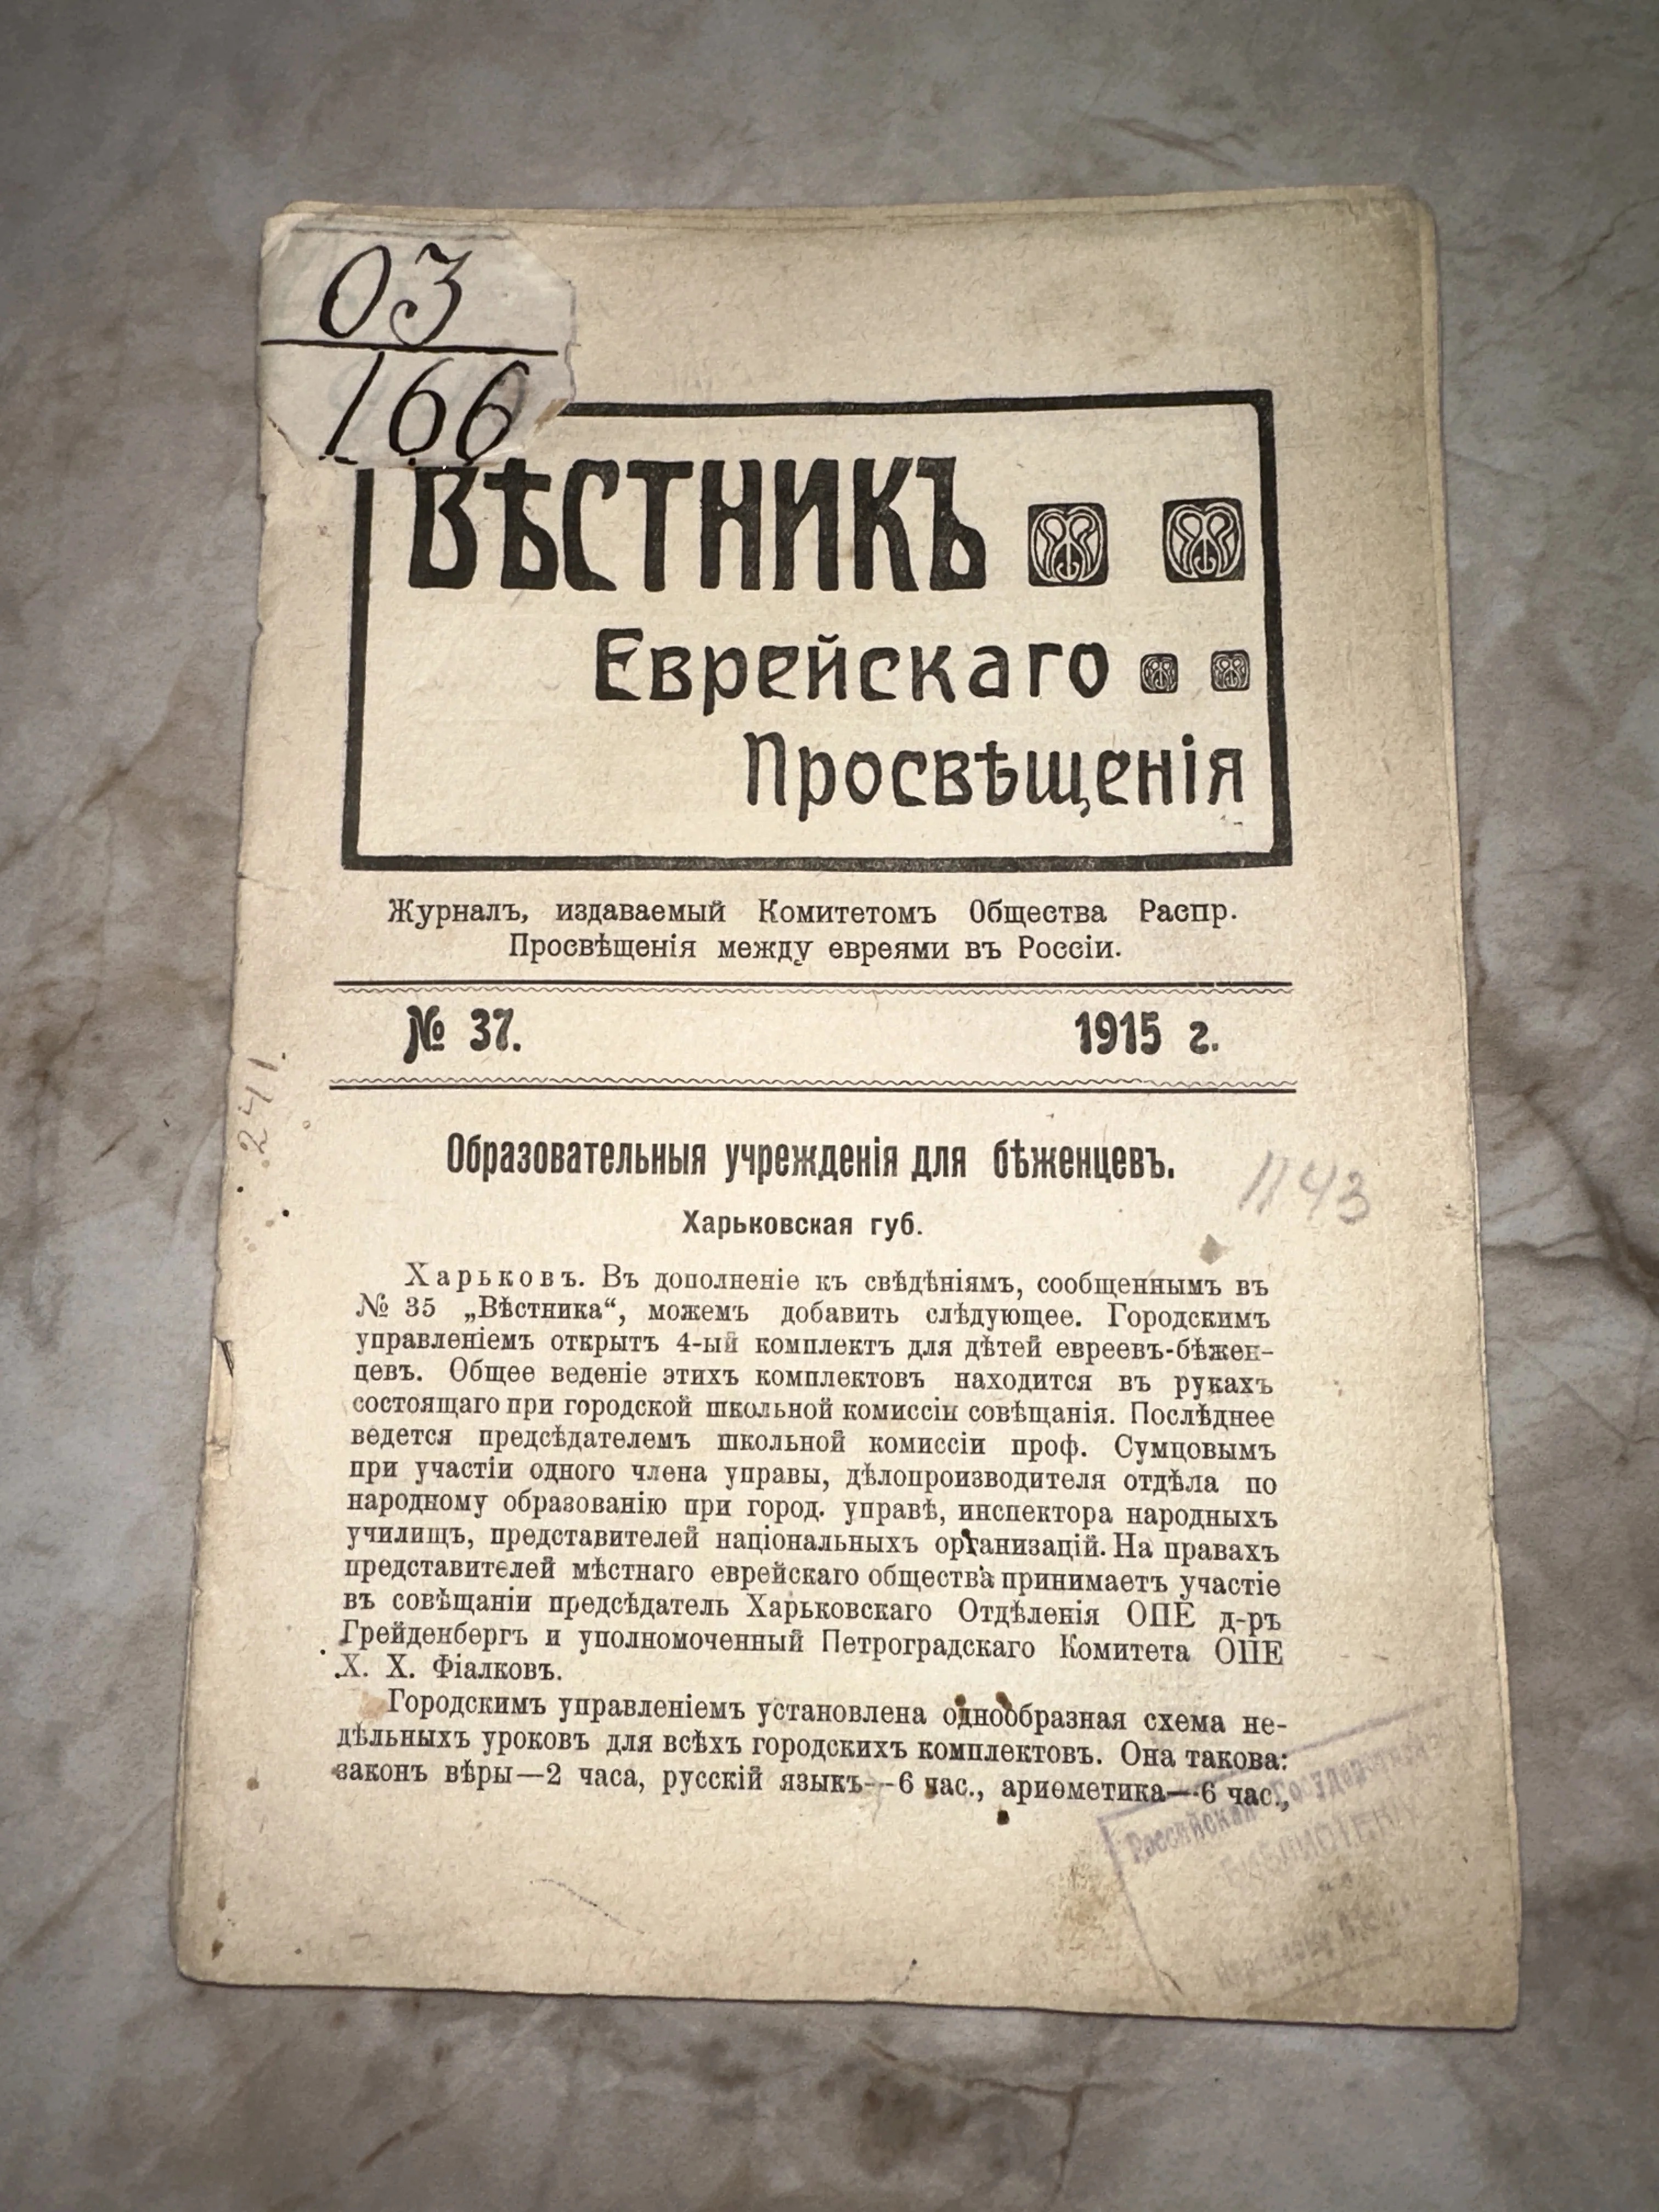 03
166
ВѢСТНИКЪ
Еврейскаго
Просвѣщенія
Журналъ, издаваемый Комитетомъ Общества Распр.
Просвѣщенія между евреями въ Россіи.
№ 37. 1915 г.
241.
Образовательныя учрежденія для бѣженцевъ.
1143
Харьковская губ.
Харьковъ. Въ дополненіе къ свѣдѣніямъ, сообщеннымъ въ
№ 35 „Вѣстника“, можемъ добавить слѣдующее. Городскимъ
управленіемъ открытъ 4-ый комплектъ для дѣтей евреевъ-бѣжен-
цевъ. Общее веденіе этихъ комплектовъ находится въ рукахъ
состоящаго при городской школьной комиссіи совѣщанія. Послѣднее
ведется предсѣдателемъ школьной комиссіи проф. Сумцовымъ
при участіи одного члена управы, дѣлопроизводителя отдѣла по
народному образованію при город. управѣ, инспектора народныхъ
училищъ, представителей національныхъ организацій. На правахъ
представителей мѣстнаго еврейскаго общества принимаетъ участіе
въ совѣщаніи предсѣдатель Харьковскаго Отдѣленія ОПЕ д-ръ
Грейденбергъ и уполномоченный Петроградскаго Комитета ОПЕ
Х. Х. Фіалковъ.
Городскимъ управленіемъ установлена однообразная схема не-
дѣльныхъ уроковъ для всѣхъ городскихъ комплектовъ. Она такова:
законъ вѣры—2 часа, русскій языкъ—6 час., ариѳметика—6 час.,